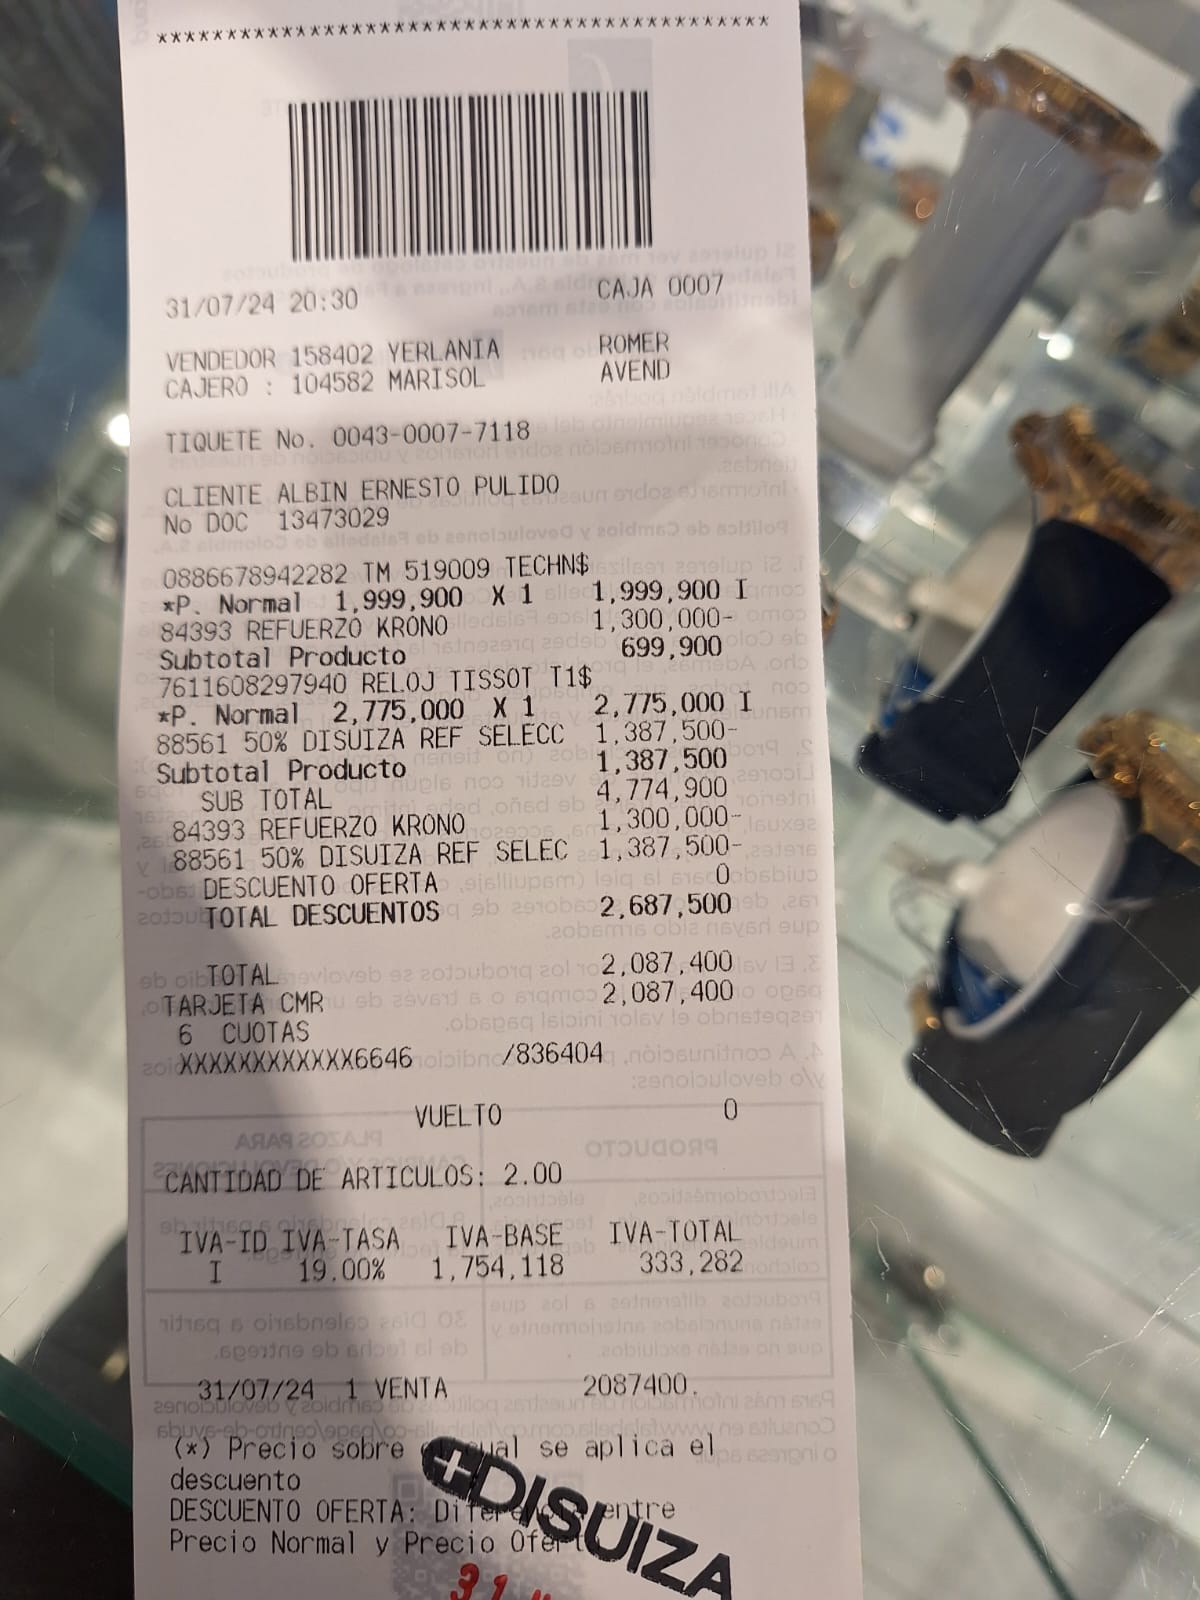 ****************************************
31/07/24 20:30 CAJA 0007
VENDEDOR 158402 YERLANIA ROMER
CAJERO : 104582 MARISOL AVEND
TIQUETE No. 0043-0007-7118
CLIENTE ALBIN ERNESTO PULIDO
No DOC 13473029
0886678942282 TM 519009 TECHN$
*P. Normal 1,999,900 X 1 1,999,900 I
84393 REFUERZO KRONO 1,300,000-
Subtotal Producto 699,900
7611608297940 RELOJ TISSOT T1$
*P. Normal 2,775,000 X 1 2,775,000 I
88561 50% DISUIZA REF SELECC 1,387,500-
Subtotal Producto 1,387,500
SUB TOTAL 4,774,900
84393 REFUERZO KRONO 1,300,000-
88561 50% DISUIZA REF SELEC 1,387,500-
DESCUENTO OFERTA 0
TOTAL DESCUENTOS 2,687,500
TOTAL 2,087,400
TARJETA CMR 2,087,400
6 CUOTAS
XXXXXXXXXXXX6646 /836404
VUELTO 0
CANTIDAD DE ARTICULOS: 2.00
IVA-ID IVA-TASA IVA-BASE IVA-TOTAL
I 19.00% 1,754,118 333,282
31/07/24 1 VENTA 2087400.
(*) Precio sobre el cual se aplica el
descuento
DESCUENTO OFERTA: Diferencia entre
Precio Normal y Precio Oferta
DISUIZA
31